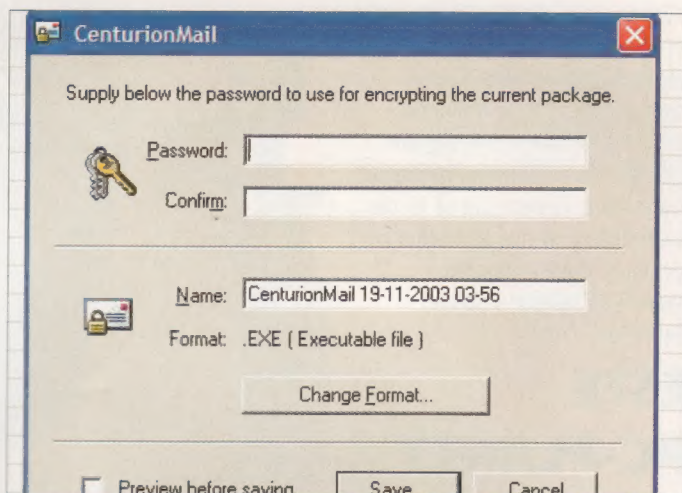 CenturionMail
Supply below the password to use for encrypting the current package.
Password:
Confirm:
Name: CenturionMail 19-11-2003 03-56
Format: .EXE ( Executable file )
Change Format...
Preview before saving Save Cancel